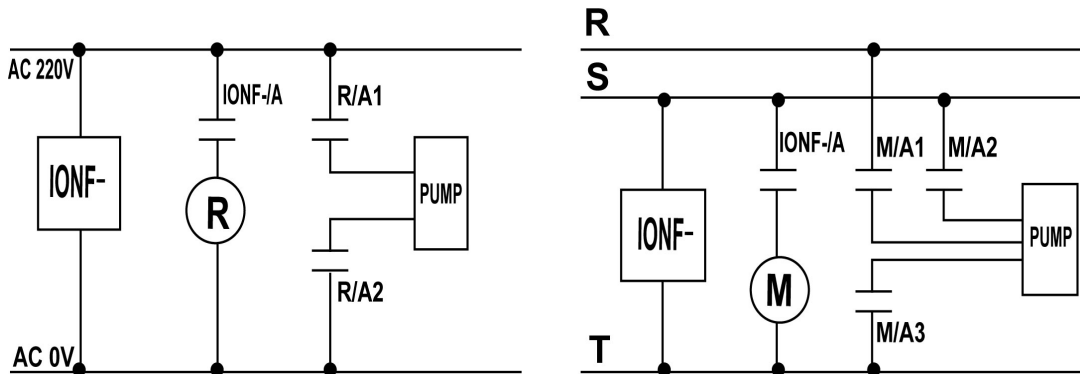 AC 220V
IONF-/A
R/A1
IONF-
R
PUMP
R/A2
AC 0V
R
S
IONF-/A
M/A1
M/A2
IONF-
PUMP
M
M/A3
T